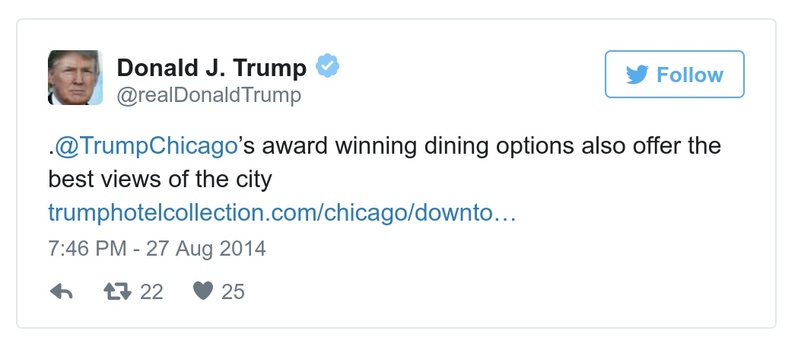 Donald J. Trump
@realDonaldTrump
Follow
.@TrumpChicago’s award winning dining options also offer the
best views of the city
trumphotelcollection.com/chicago/downto…
7:46 PM - 27 Aug 2014
22 25